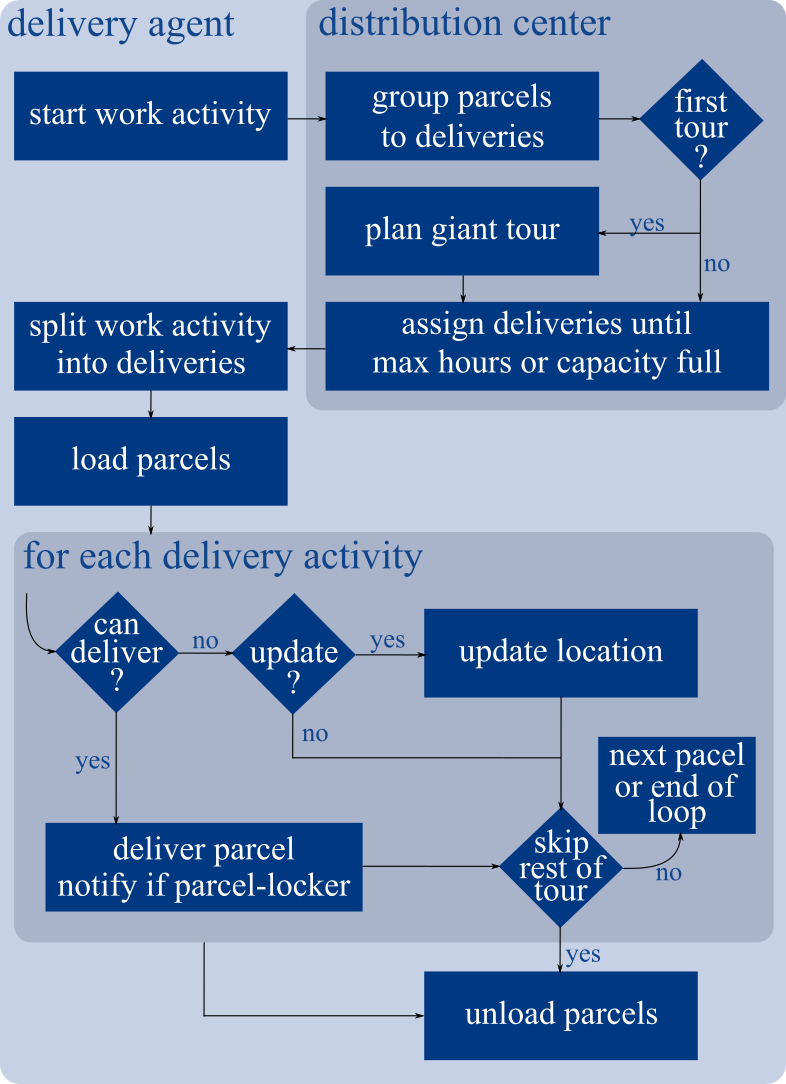 delivery agent
distribution center
start work activity
group parcels
to deliveries
first
tour
?
plan giant tour
yes
no
split work activity
into deliveries
assign deliveries until
max hours or capacity full
load parcels
for each delivery activity
can
deliver
?
no
update
?
yes
update location
no
yes
next pacel
or end of
loop
deliver parcel
notify if parcel-locker
skip
rest of
tour
no
yes
unload parcels